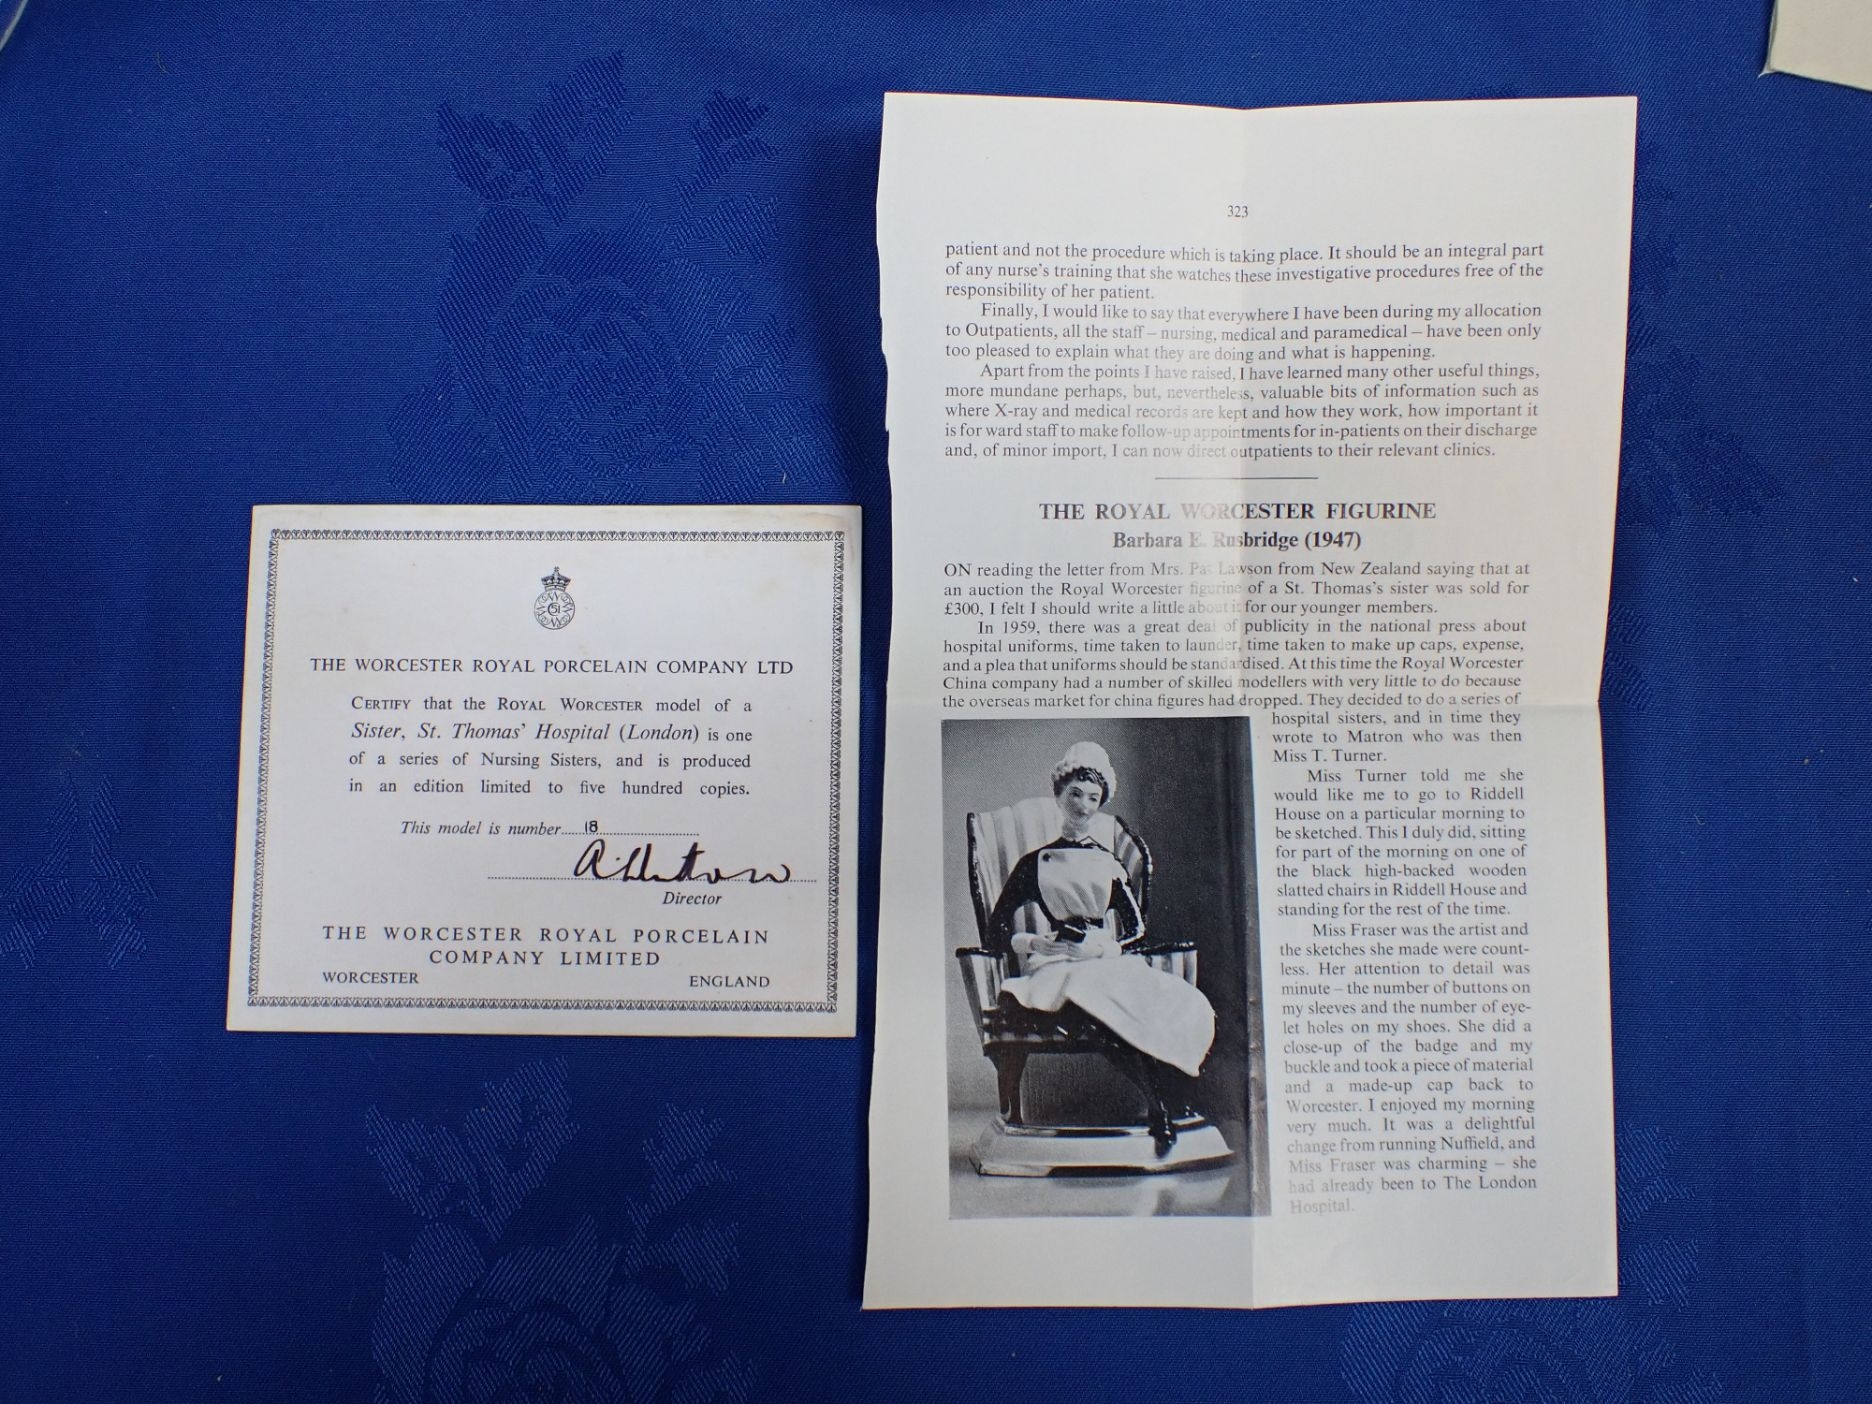 THE WORCESTER ROYAL PORCELAIN COMPANY LTD
CERTIFY that the ROYAL WORCESTER model of a
Sister, St. Thomas' Hospital (London) is one
of a series of Nursing Sisters, and is produced
in an edition limited to five hundred copies.
This model is number 18
Director
THE WORCESTER ROYAL PORCELAIN
COMPANY LIMITED
WORCESTER ENGLAND
323
patient and not the procedure which is taking place. It should be an integral part
of any nurse's training that she watches these investigative procedures free of the
responsibility of her patient.
Finally, I would like to say that everywhere I have been during my allocation
to Outpatients, all the staff – nursing, medical and paramedical – have been only
too pleased to explain what they are doing and what is happening.
Apart from the points I have raised, I have learned many other useful things,
more mundane perhaps, but, nevertheless, valuable bits of information such as
where X-ray and medical records are kept and how they work, how important it
is for ward staff to make follow-up appointments for in-patients on their discharge
and, of minor import, I can now direct outpatients to their relevant clinics.
THE ROYAL WORCESTER FIGURINE
Barbara E. Rusbridge (1947)
ON reading the letter from Mrs. Pat Lawson from New Zealand saying that at
an auction the Royal Worcester figurine of a St. Thomas's sister was sold for
£300, I felt I should write a little about it for our younger members.
In 1959, there was a great deal of publicity in the national press about
hospital uniforms, time taken to launder, time taken to make up caps, expense,
and a plea that uniforms should be standardised. At this time the Royal Worcester
China company had a number of skilled modellers with very little to do because
the overseas market for china figures had dropped. They decided to do a series of
hospital sisters, and in time they
wrote to Matron who was then
Miss T. Turner.
Miss Turner told me she
would like me to go to Riddell
House on a particular morning to
be sketched. This I duly did, sitting
for part of the morning on one of
the black high-backed wooden
slatted chairs in Riddell House and
standing for the rest of the time.
Miss Fraser was the artist and
the sketches she made were count-
less. Her attention to detail was
minute – the number of buttons on
my sleeves and the number of eye-
let holes on my shoes. She did a
close-up of the badge and my
buckle and took a piece of material
and a made-up cap back to
Worcester. I enjoyed my morning
very much. It was a delightful
change from running Nuffield, and
Miss Fraser was charming – she
had already been to The London
Hospital.